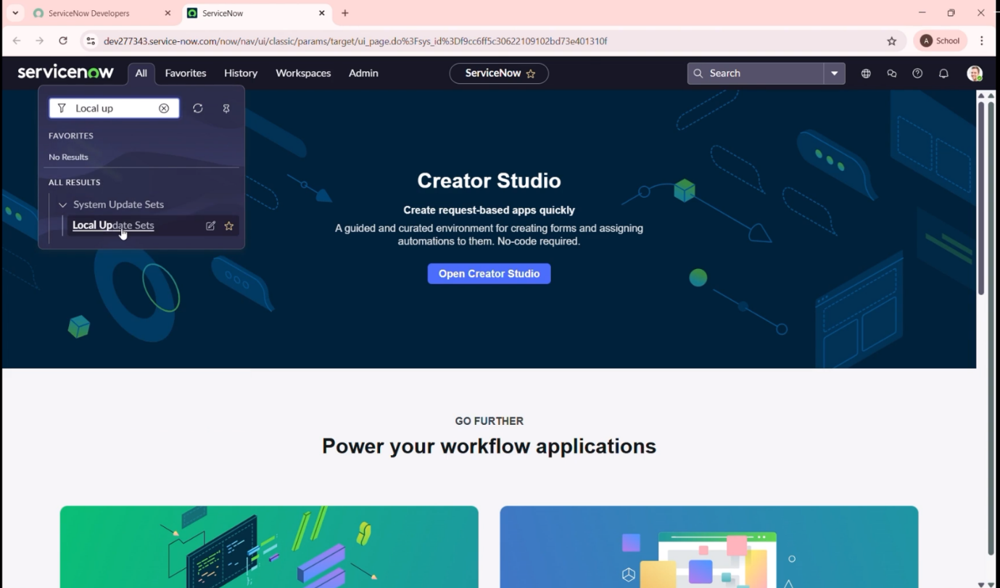 ServiceNow Developers
ServiceNow
dev277343.service-now.com/now/nav/ui/classic/params/target/ui_page.do%3Fsys_id%3Df9cc6ff5c30622109102bd73e401310f
A School
servicenow All Favorites History Workspaces Admin ServiceNow Search
Local up
FAVORITES
No Results
ALL RESULTS
System Update Sets
Local Update Sets
Creator Studio
Create request-based apps quickly
A guided and curated environment for creating forms and assigning
automations to them. No-code required.
Open Creator Studio
GO FURTHER
Power your workflow applications